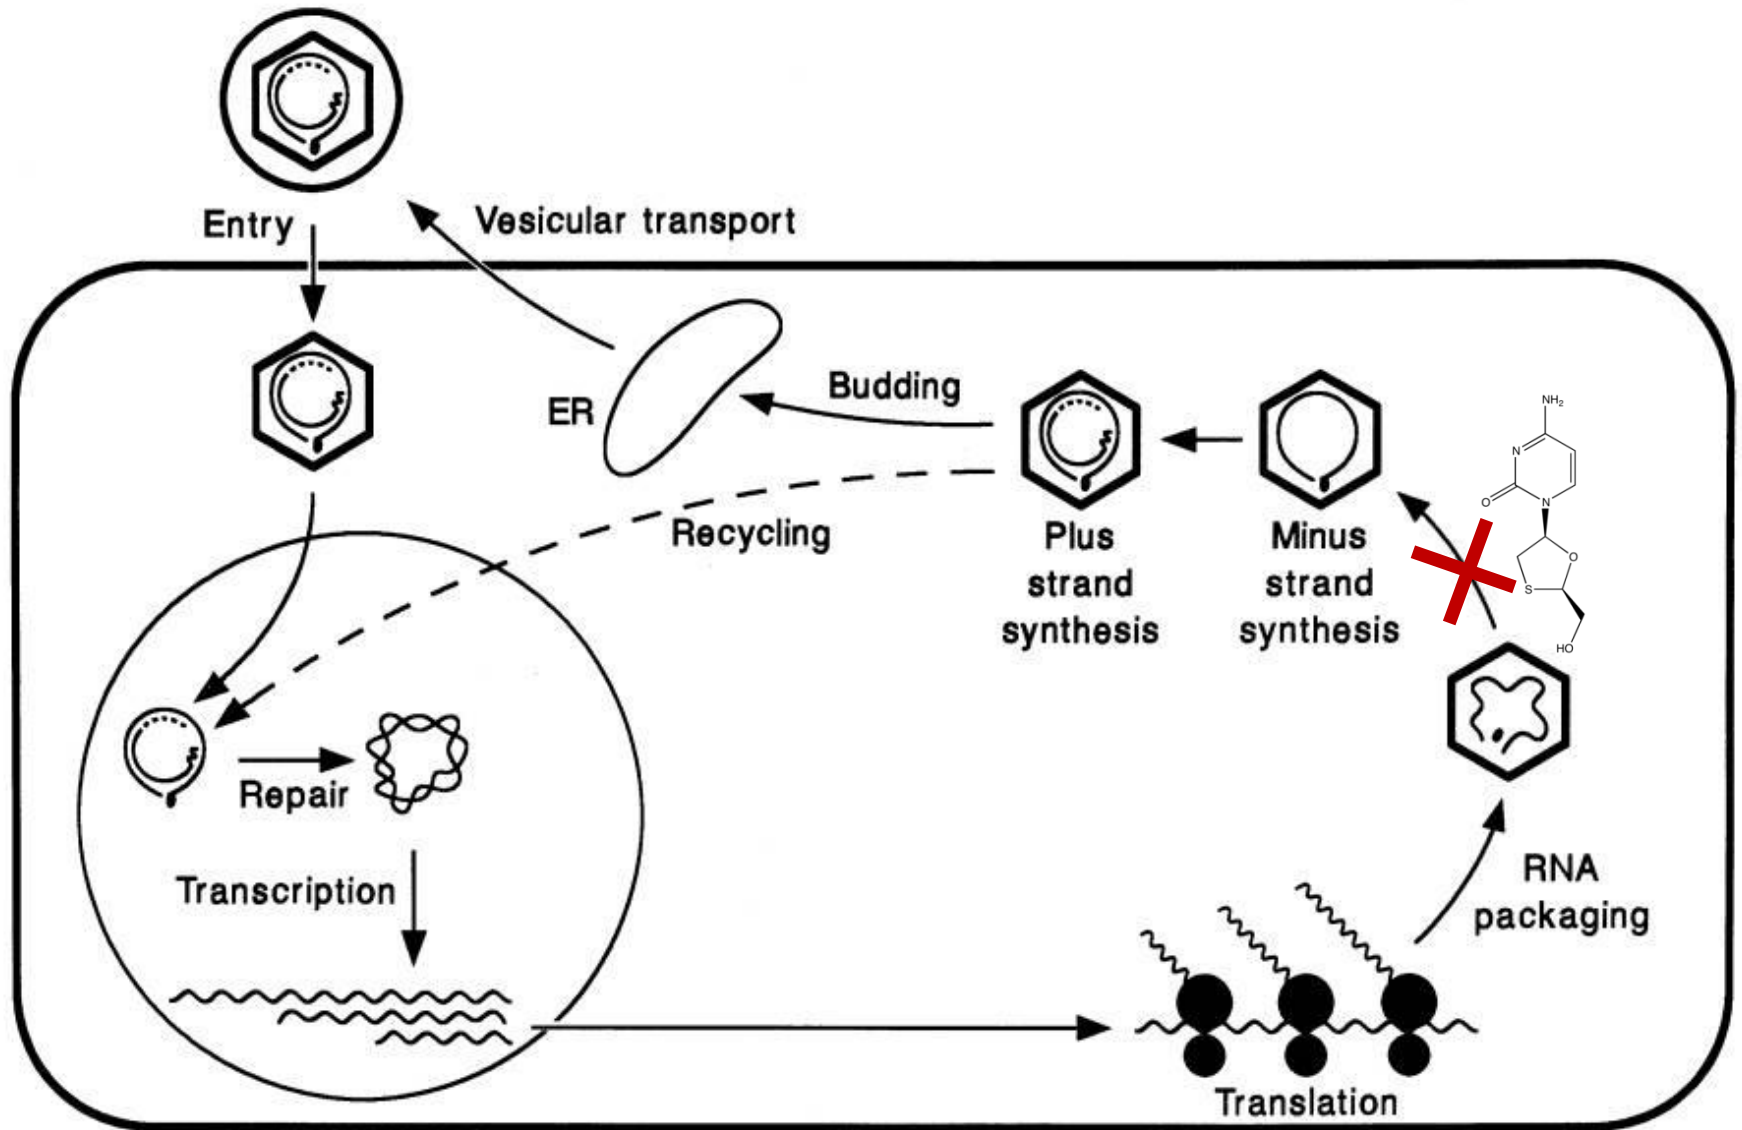 Entry
Vesicular transport
ER
Budding
Recycling
Plus
strand
synthesis
Minus
strand
synthesis
NH2
N
O
N
O
S
HO
Repair
Transcription
RNA
packaging
Translation